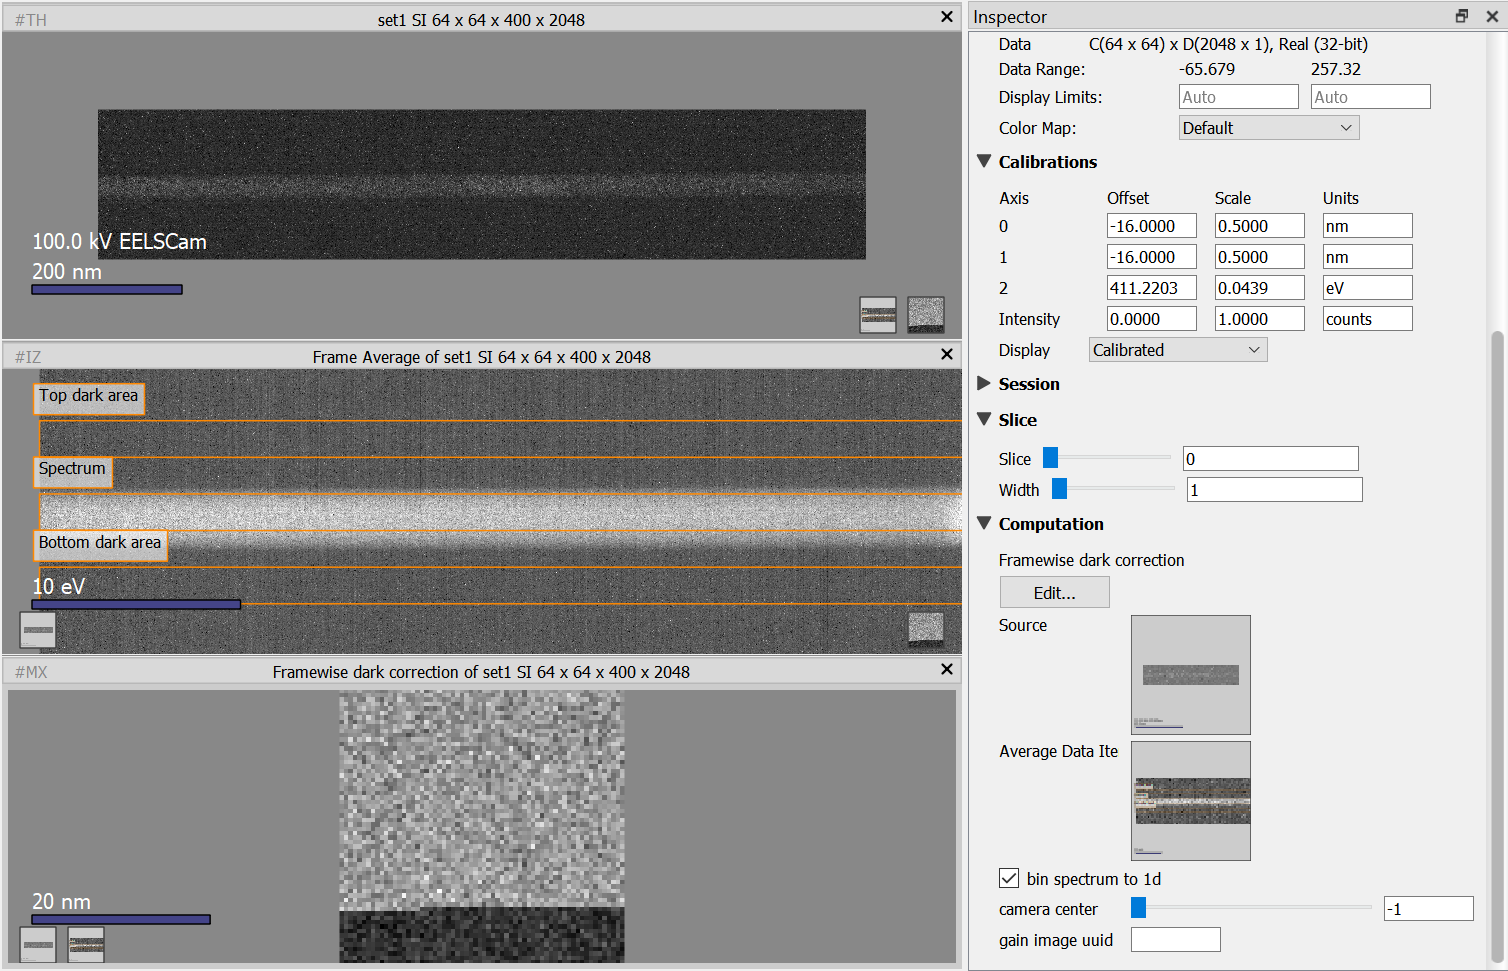 #TH set1 SI 64 x 64 x 400 x 2048
100.0 kV EELSCam
200 nm
#IZ Frame Average of set1 SI 64 x 64 x 400 x 2048
Top dark area
Spectrum
Bottom dark area
10 eV
#MX Framewise dark correction of set1 SI 64 x 64 x 400 x 2048
20 nm
Inspector
Data C(64 x 64) x D(2048 x 1), Real (32-bit)
Data Range: -65.679 257.32
Display Limits: Auto Auto
Color Map: Default
Calibrations
Axis Offset Scale Units
0 -16.0000 0.5000 nm
1 -16.0000 0.5000 nm
2 411.2203 0.0439 eV
Intensity 0.0000 1.0000 counts
Display Calibrated
Session
Slice
Slice 0
Width 1
Computation
Framewise dark correction
Edit...
Source
Average Data Ite
bin spectrum to 1d
camera center -1
gain image uuid